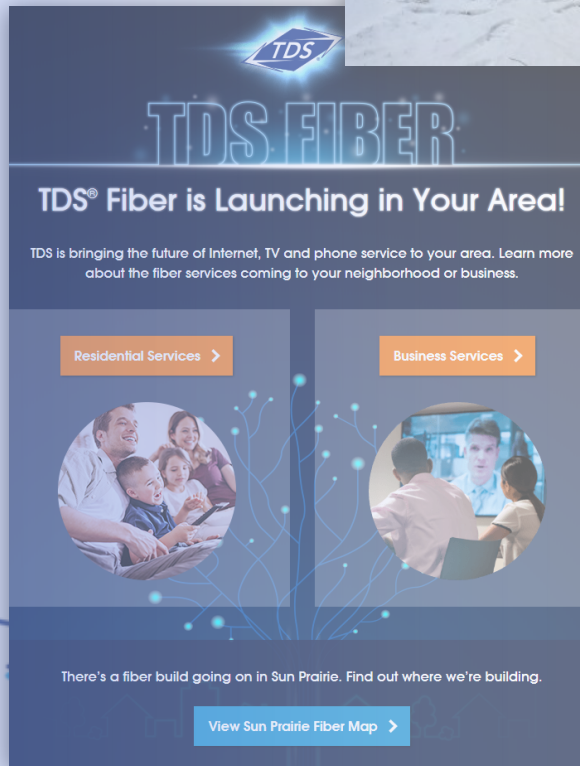 TDS
TDS FIBER
TDS® Fiber is Launching in Your Area!
TDS is bringing the future of Internet, TV and phone service to your area. Learn more
about the fiber services coming to your neighborhood or business.
Residential Services
Business Services
There's a fiber build going on in Sun Prairie. Find out where we're building.
View Sun Prairie Fiber Map